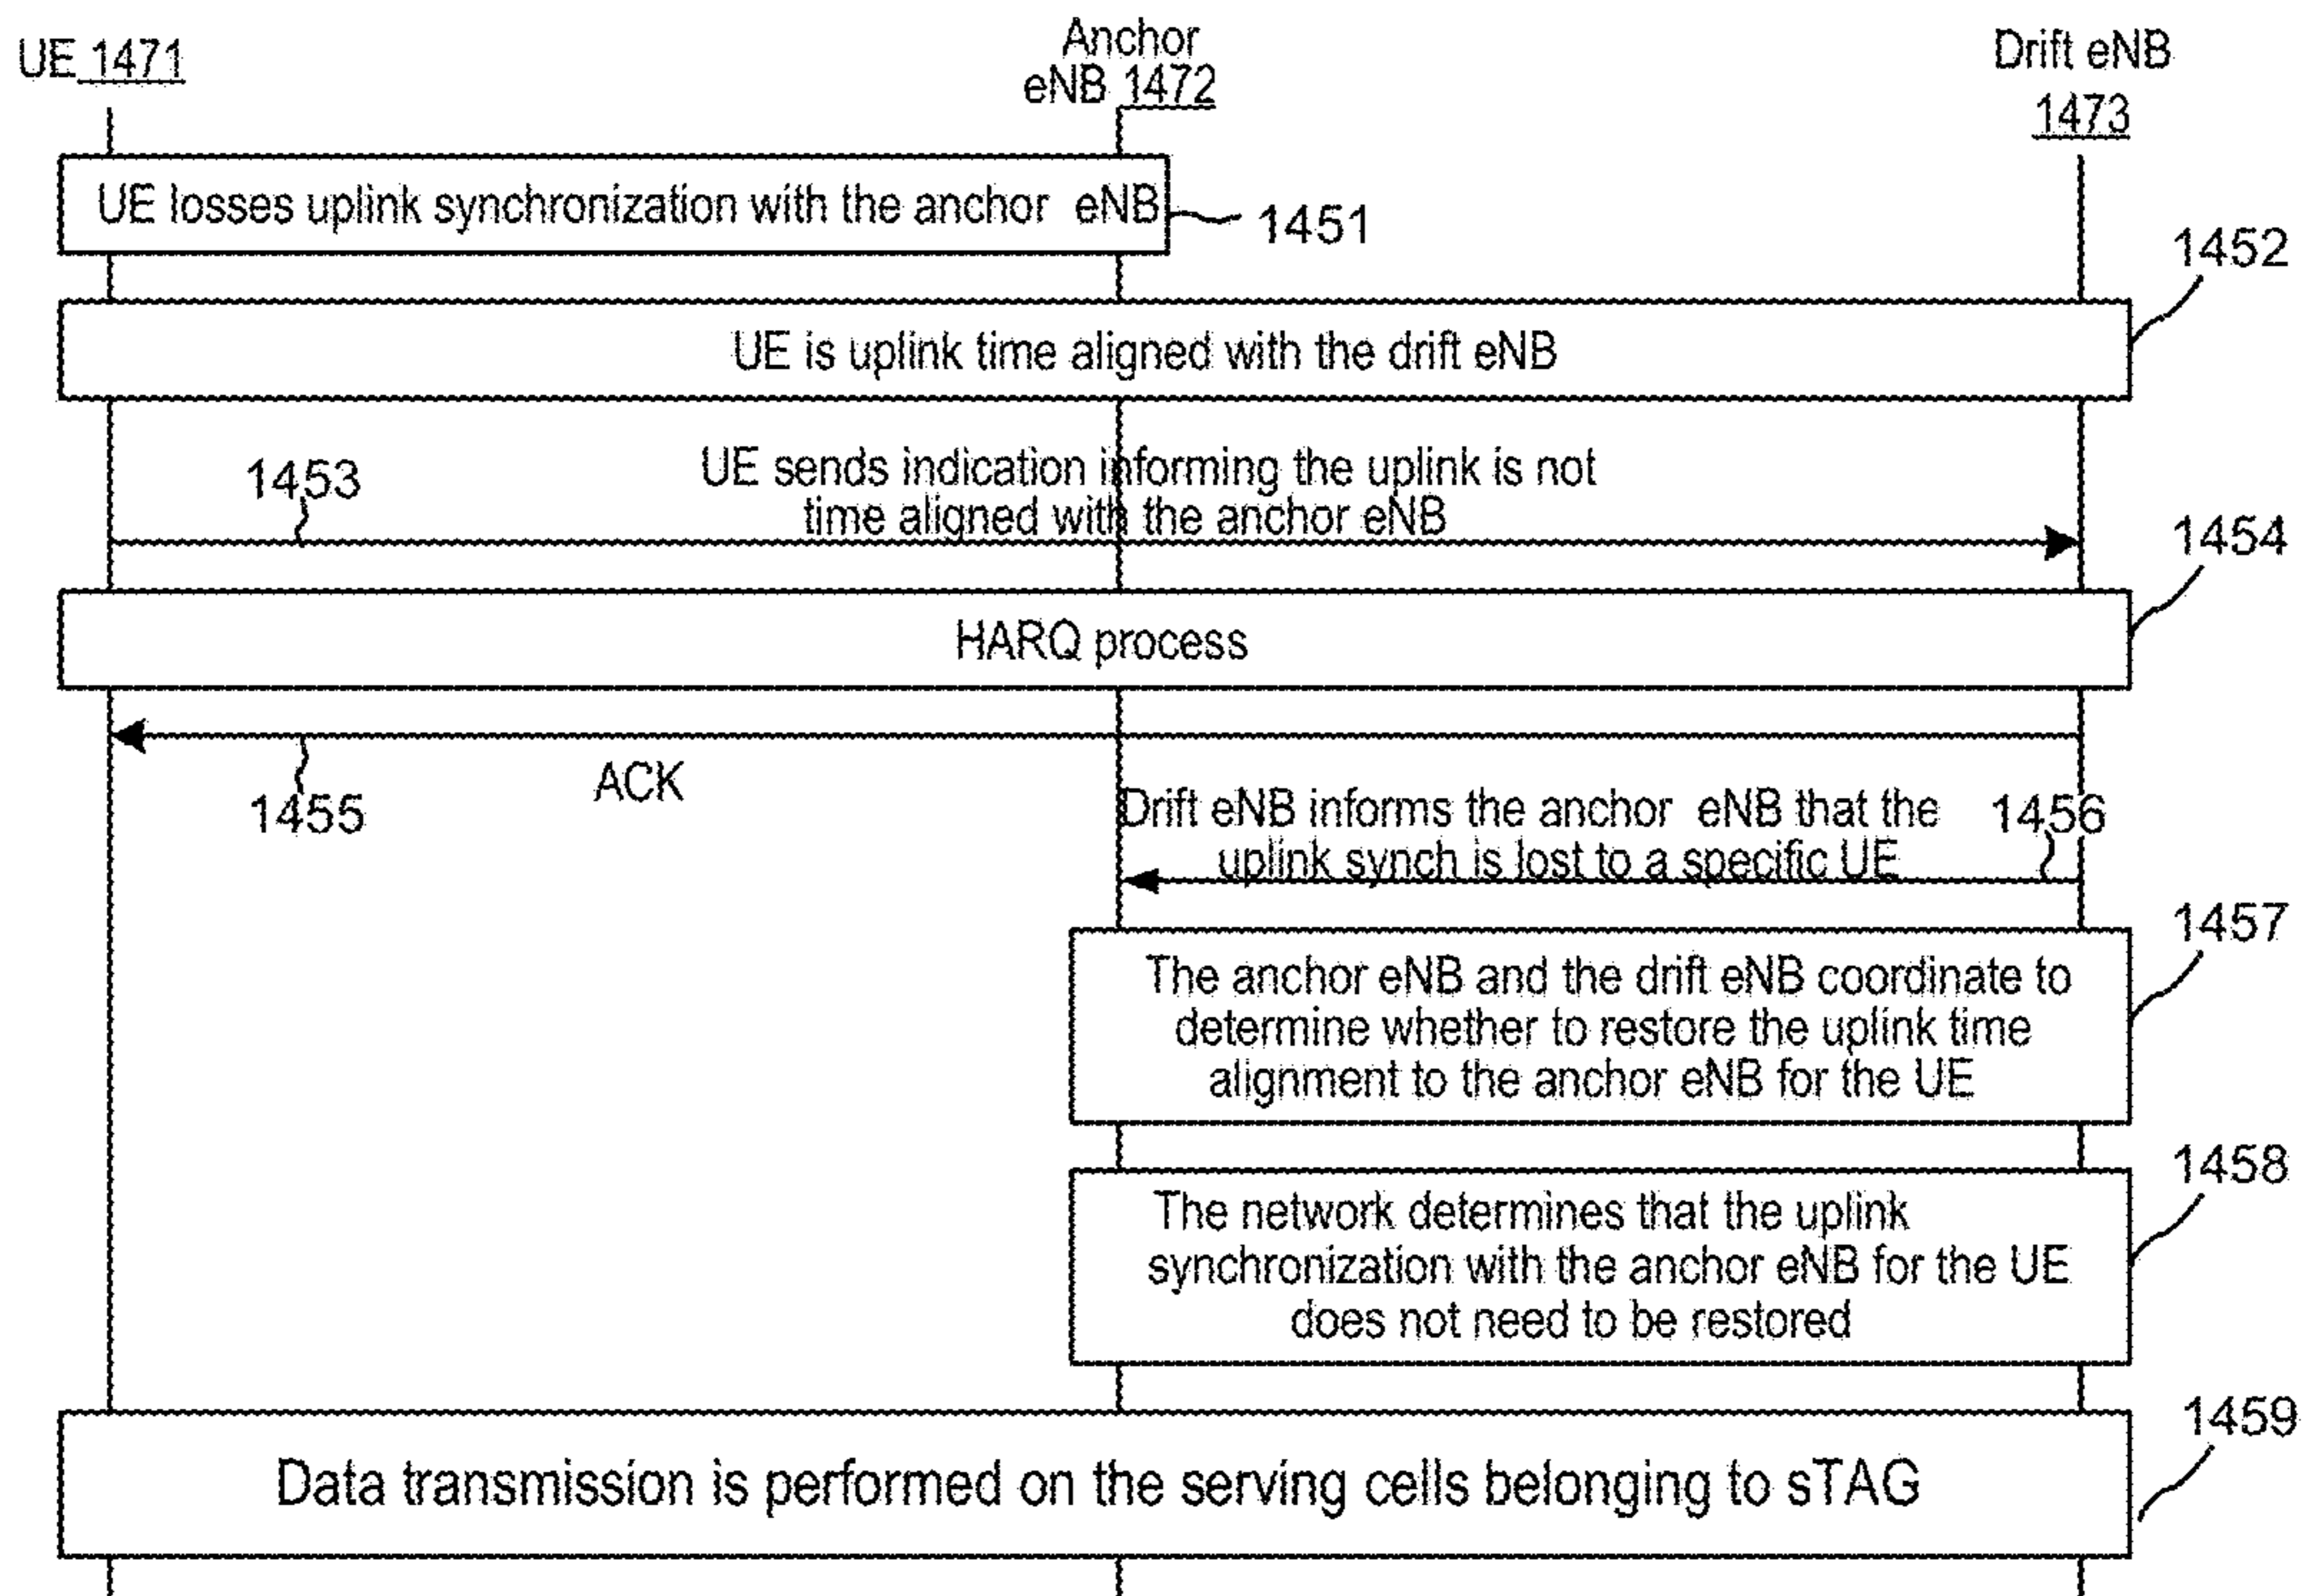 UE 1471
Anchor
eNB 1472
Drift eNB
1473
UE losses uplink synchronization with the anchor eNB
1451
1452
UE is uplink time aligned with the drift eNB
1453
UE sends indication informing the uplink is not
time aligned with the anchor eNB
1454
HARQ process
ACK
1455
Drift eNB informs the anchor eNB that the
uplink synch is lost to a specific UE
1456
1457
The anchor eNB and the drift eNB coordinate to
determine whether to restore the uplink time
alignment to the anchor eNB for the UE
1458
The network determines that the uplink
synchronization with the anchor eNB for the UE
does not need to be restored
1459
Data transmission is performed on the serving cells belonging to sTAG